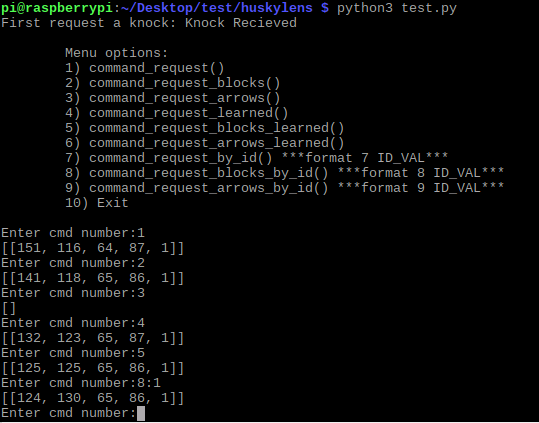 pi@raspberrypi:~/Desktop/test/huskylens $ python3 test.py
First request a knock: Knock Recieved
Menu options:
1) command_request()
2) command_request_blocks()
3) command_request_arrows()
4) command_request_learned()
5) command_request_blocks_learned()
6) command_request_arrows_learned()
7) command_request_by_id() ***format 7 ID_VAL***
8) command_request_blocks_by_id() ***format 8 ID_VAL***
9) command_request_arrows_by_id() ***format 9 ID_VAL***
10) Exit
Enter cmd number:1
[[151, 116, 64, 87, 1]]
Enter cmd number:2
[[141, 118, 65, 86, 1]]
Enter cmd number:3
[]
Enter cmd number:4
[[132, 123, 65, 87, 1]]
Enter cmd number:5
[[125, 125, 65, 86, 1]]
Enter cmd number:8:1
[[124, 130, 65, 86, 1]]
Enter cmd number: